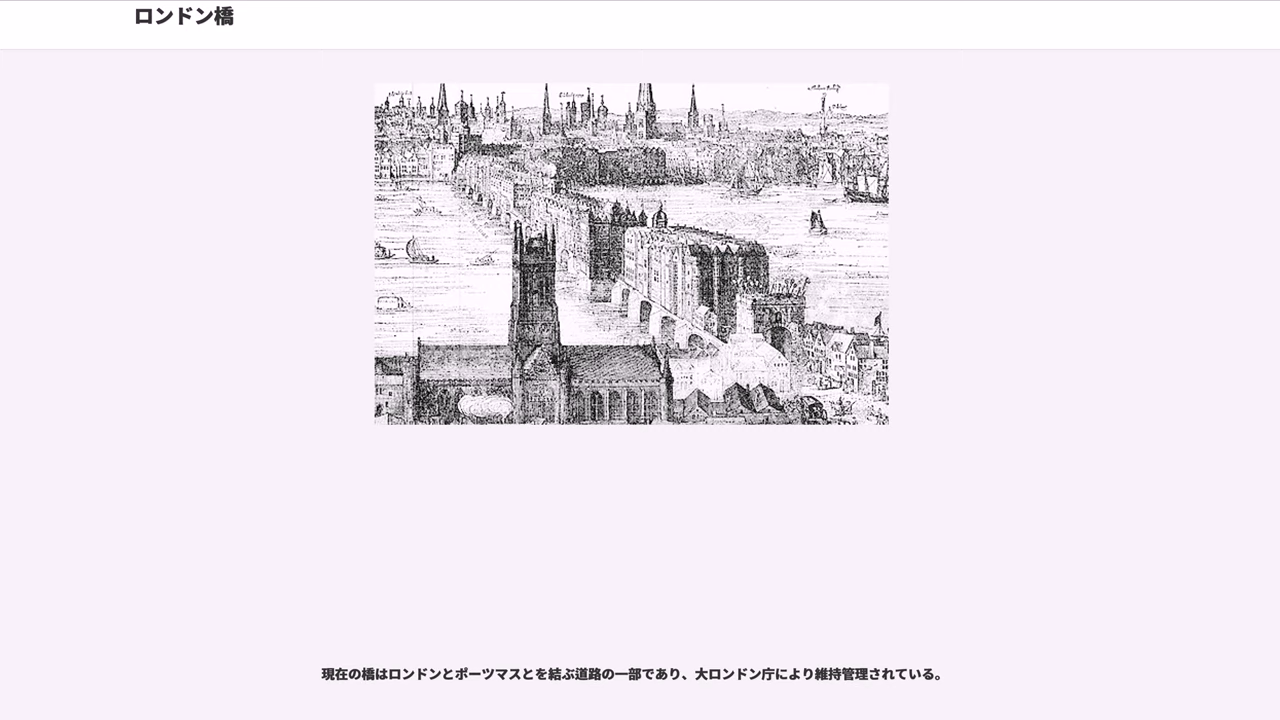 ロンドン橋
現在の橋はロンドンとポーツマスとを結ぶ道路の一部であり、大ロンドン庁により維持管理されている。